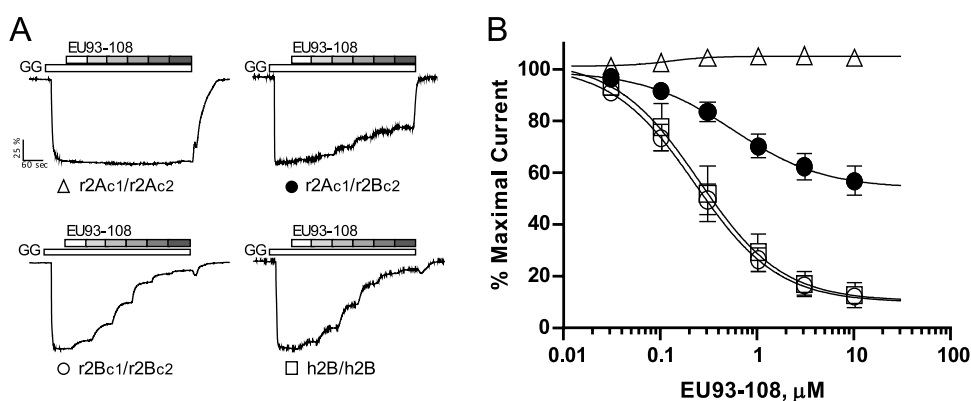 A
EU93-108
GG
25 %
60 sec
△ r2Ac1/r2Ac2
EU93-108
GG
● r2Ac1/r2Bc2
EU93-108
GG
○ r2Bc1/r2Bc2
EU93-108
GG
□ h2B/h2B
B
% Maximal Current
100
80
60
40
20
0
0.01 0.1 1 10 100
EU93-108, μM